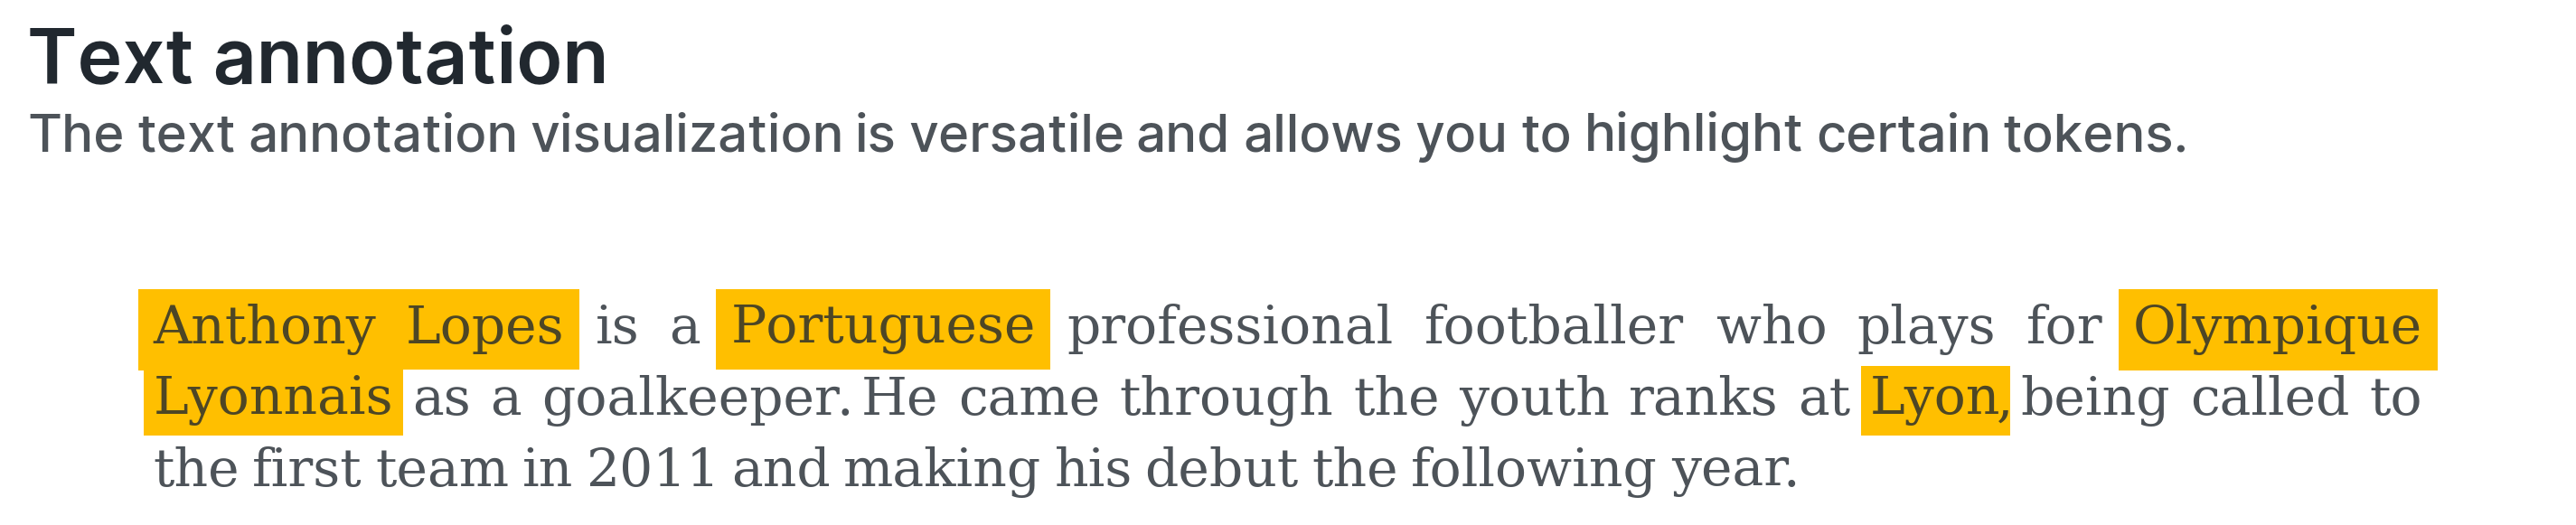 Text annotation
The text annotation visualization is versatile and allows you to highlight certain tokens.
Anthony Lopes is a Portuguese professional footballer who plays for Olympique
Lyonnais as a goalkeeper. He came through the youth ranks at Lyon, being called to
the first team in 2011 and making his debut the following year.